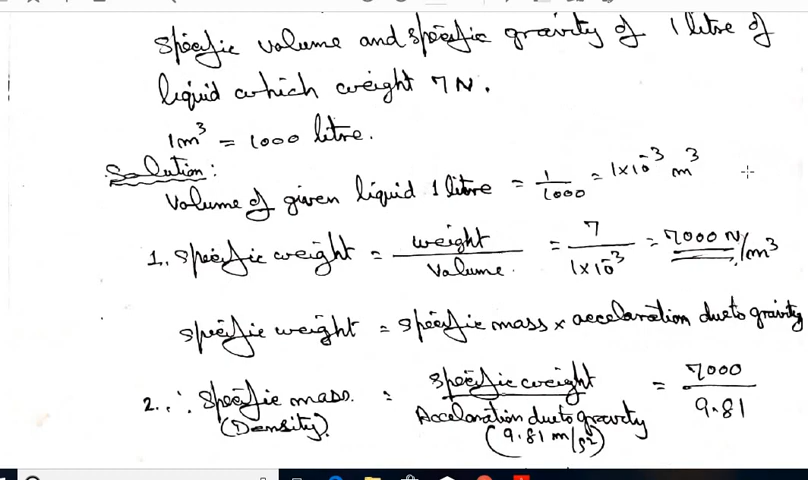 specific volume and specific gravity of 1 litre of
liquid which weight 7N.
1m³ = 1000 litre.
Solution:
Volume of given liquid 1 litre = 1/1000 = 1×10⁻³ m³
1.. specific weight = weight/Volume. = 7/1×10⁻³ = 7000 N/m³
specific weight = specific mass × accelaration due to gravity
2.. ∴ specific mass. (Density). = specific weight/Accelaration due to gravity (9.81 m/s²) = 7000/9.81